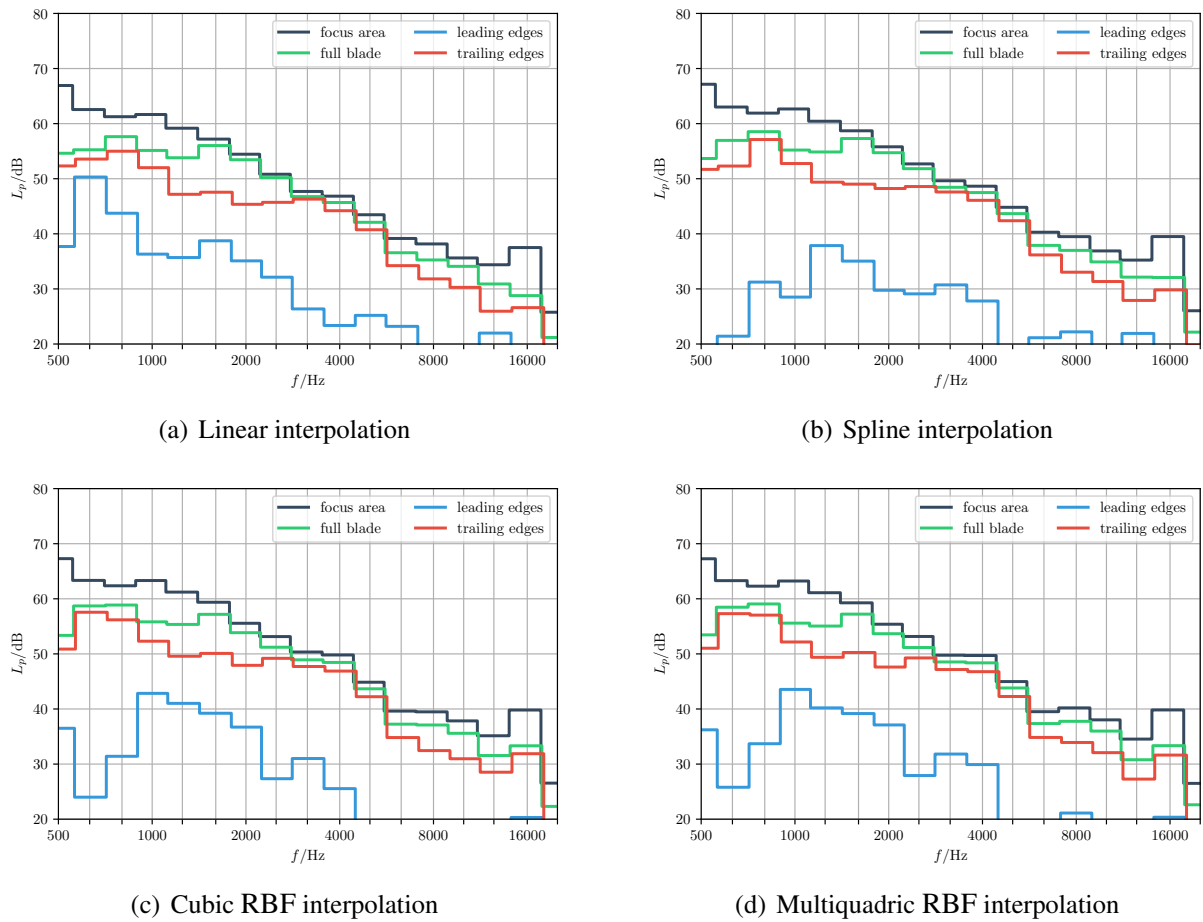 80
70
60
50
40
30
20
L_p/dB
focus area
full blade
leading edges
trailing edges
500 1000 2000 4000 8000 16000
f/Hz
(a) Linear interpolation
80
70
60
50
40
30
20
L_p/dB
focus area
full blade
leading edges
trailing edges
500 1000 2000 4000 8000 16000
f/Hz
(b) Spline interpolation
80
70
60
50
40
30
20
L_p/dB
focus area
full blade
leading edges
trailing edges
500 1000 2000 4000 8000 16000
f/Hz
(c) Cubic RBF interpolation
80
70
60
50
40
30
20
L_p/dB
focus area
full blade
leading edges
trailing edges
500 1000 2000 4000 8000 16000
f/Hz
(d) Multiquadric RBF interpolation